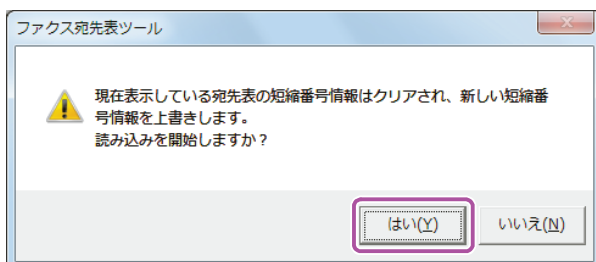 ファクス宛先表ツール
現在表示している宛先表の短縮番号情報はクリアされ、新しい短縮番
号情報を上書きします。
読み込みを開始しますか？
はい(Y) いいえ(N)